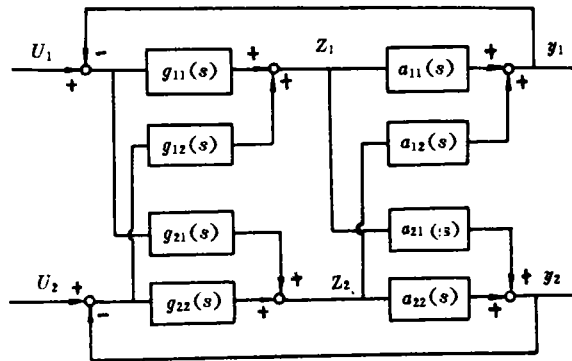 U₁ − + g₁₁(s) + + Z₁ a₁₁(s) + + y₁
g₁₂(s) a₁₂(s)
g₂₁(s) + a₂₁(s) +
U₂ + − g₂₂(s) + Z₂ a₂₂(s) + y₂